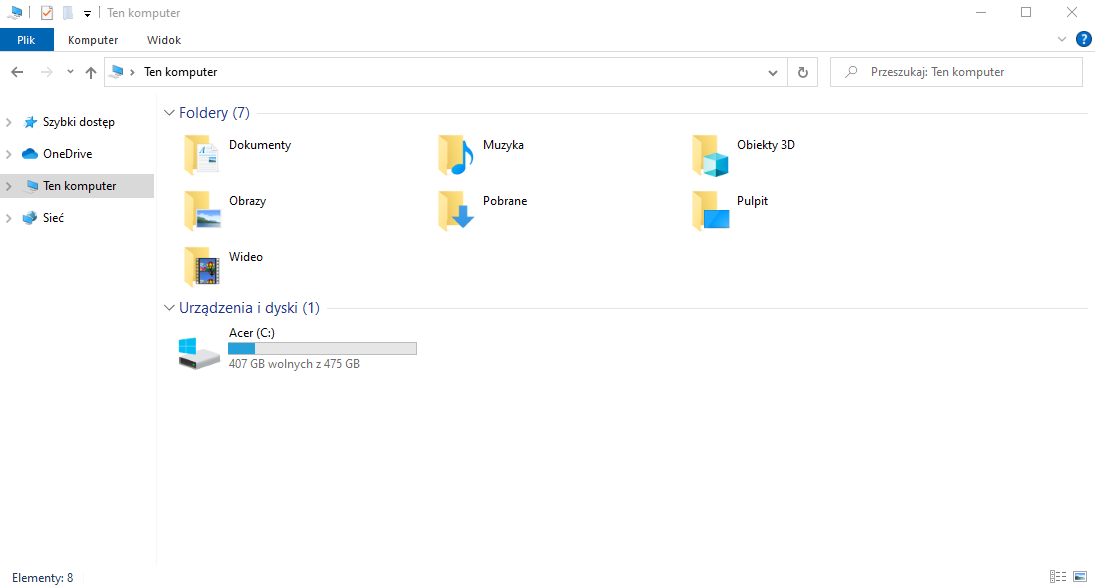 Ten komputer
Plik Komputer Widok
Ten komputer Przeszukaj: Ten komputer
Szybki dostęp
OneDrive
Ten komputer
Sieć
Foldery (7)
Dokumenty Muzyka Obiekty 3D
Obrazy Pobrane Pulpit
Wideo
Urządzenia i dyski (1)
Acer (C:)
407 GB wolnych z 475 GB
Elementy: 8